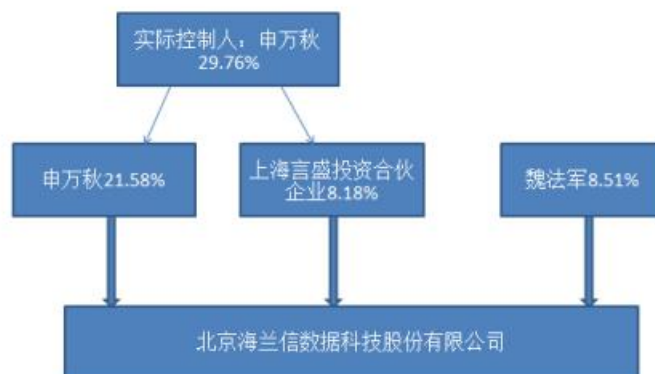 实际控制人：申万秋
29.76%
申万秋21.58%
上海言盛投资合伙
企业8.18%
魏法军8.51%
北京海兰信数据科技股份有限公司